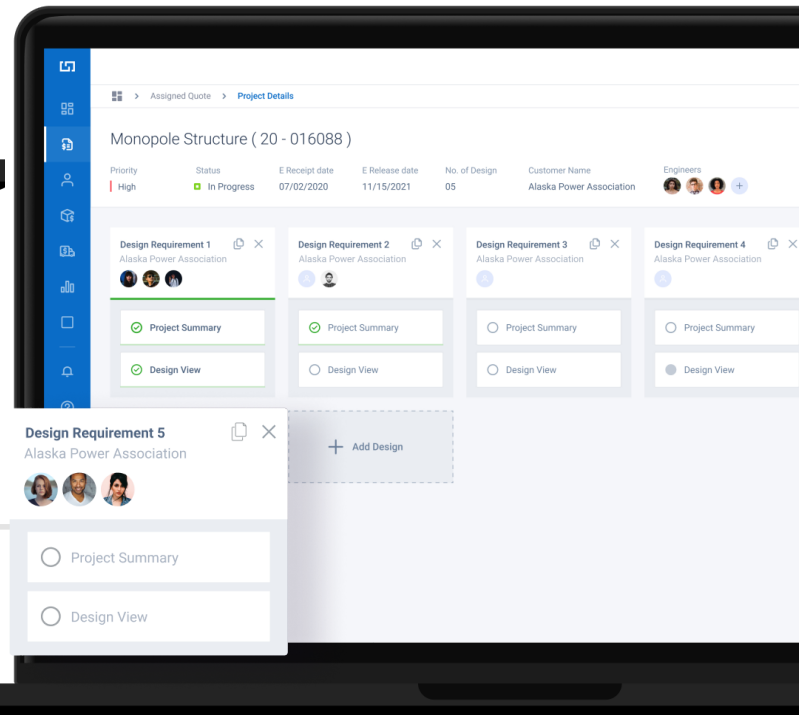 Assigned Quote > Project Details
Monopole Structure ( 20 - 016088 )
Priority Status E Receipt date E Release date No. of Design Customer Name Engineers
High In Progress 07/02/2020 11/15/2021 05 Alaska Power Association
Design Requirement 1
Alaska Power Association
Project Summary
Design View
Design Requirement 2
Alaska Power Association
Project Summary
Design View
Design Requirement 3
Alaska Power Association
Project Summary
Design View
Design Requirement 4
Alaska Power Association
Project Summary
Design View
Design Requirement 5
Alaska Power Association
Project Summary
Design View
+ Add Design